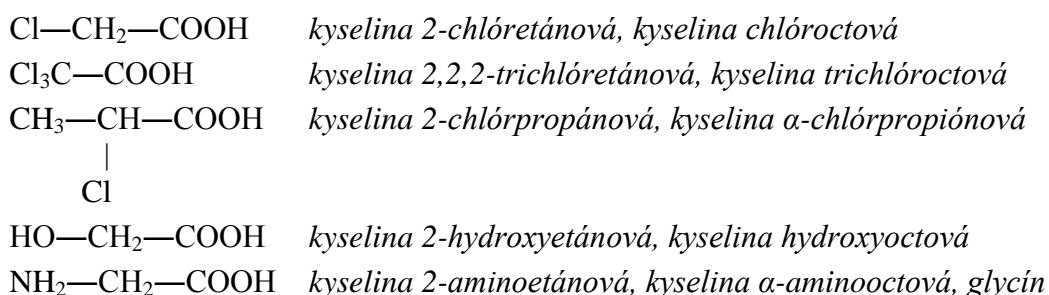 Cl—CH₂—COOH kyselina 2-chlóretánová, kyselina chlóroctová
Cl₃C—COOH kyselina 2,2,2-trichlóretánová, kyselina trichlóroctová
CH₃—CH—COOH kyselina 2-chlórpropánová, kyselina α-chlórpropiónová
|
Cl
HO—CH₂—COOH kyselina 2-hydroxyetánová, kyselina hydroxyoctová
NH₂—CH₂—COOH kyselina 2-aminoetánová, kyselina α-aminooctová, glycín